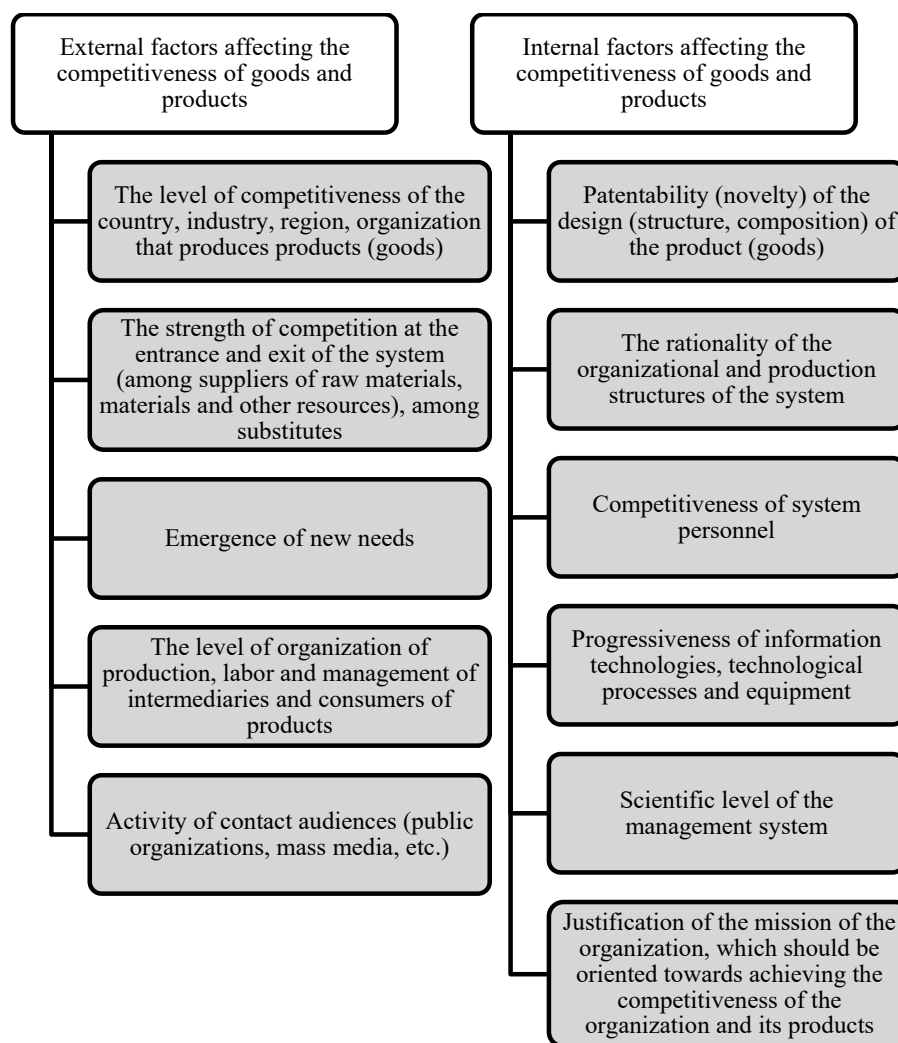 External factors affecting the
competitiveness of goods and
products
The level of competitiveness of the
country, industry, region, organization
that produces products (goods)
The strength of competition at the
entrance and exit of the system
(among suppliers of raw materials,
materials and other resources), among
substitutes
Emergence of new needs
The level of organization of
production, labor and management of
intermediaries and consumers of
products
Activity of contact audiences (public
organizations, mass media, etc.)
Internal factors affecting the
competitiveness of goods and
products
Patentability (novelty) of the
design (structure, composition) of
the product (goods)
The rationality of the
organizational and production
structures of the system
Competitiveness of system
personnel
Progressiveness of information
technologies, technological
processes and equipment
Scientific level of the
management system
Justification of the mission of the
organization, which should be
oriented towards achieving the
competitiveness of the
organization and its products